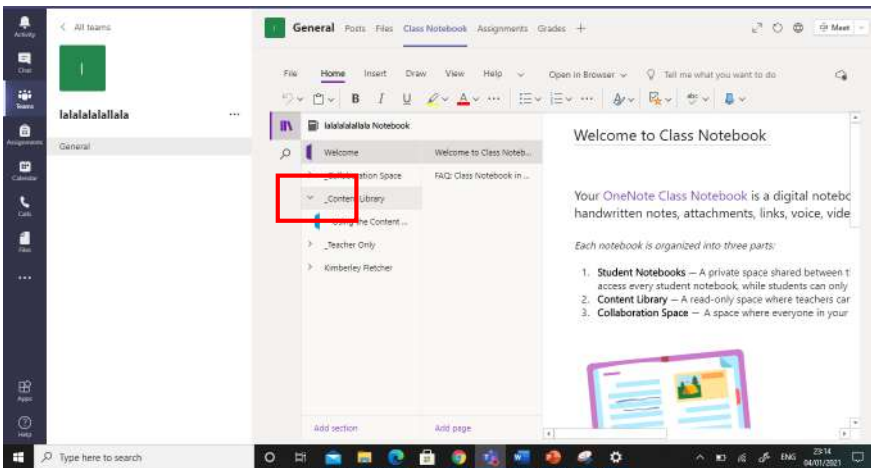 Activity
Chat
Teams
Assignments
Calendar
Calls
Files
Apps
Help
< All teams
I
lalalalalallala
...
General
I
General Posts Files Class Notebook Assignments Grades +
Meet
File Home Insert Draw View Help Open in Browser Tell me what you want to do
B I U A abc
lalalalalallala Notebook
Welcome
_Collaboration Space
_Content Library
Using the Content ...
_Teacher Only
Kimberley Fletcher
Add section
Welcome to Class Noteb...
FAQ: Class Notebook in ...
Add page
Welcome to Class Notebook
Your OneNote Class Notebook is a digital notebo
handwritten notes, attachments, links, voice, vide
Each notebook is organized into three parts:
1. Student Notebooks — A private space shared between t
access every student notebook, while students can only
2. Content Library — A read-only space where teachers car
3. Collaboration Space — A space where everyone in your
Type here to search
ENG
23:14
04/01/2021